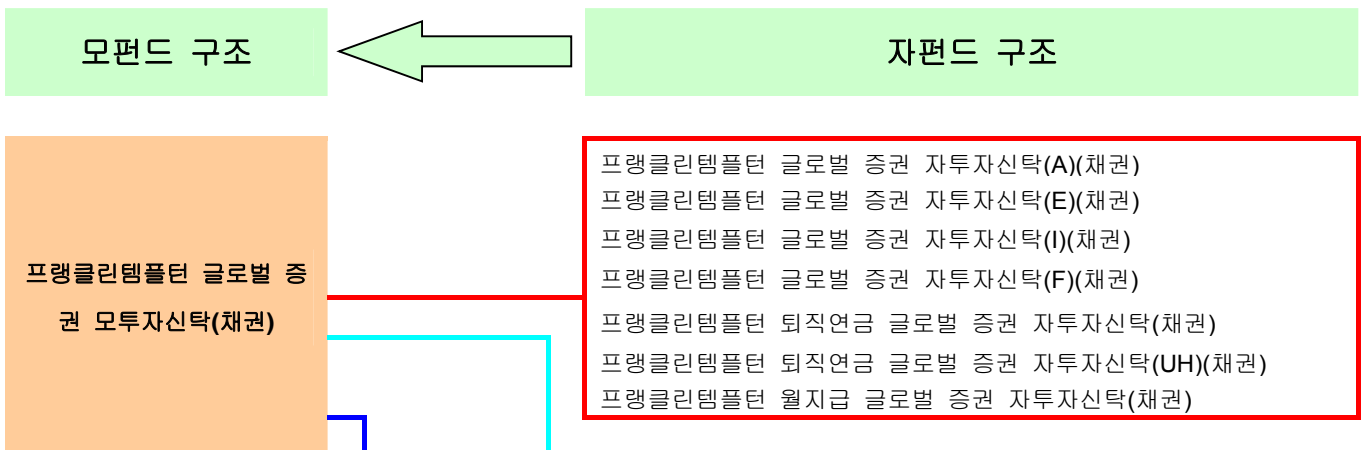 모펀드 구조
자펀드 구조
프랭클린템플턴 글로벌 증
권 모투자신탁(채권)
프랭클린템플턴 글로벌 증권 자투자신탁(A)(채권)
프랭클린템플턴 글로벌 증권 자투자신탁(E)(채권)
프랭클린템플턴 글로벌 증권 자투자신탁(I)(채권)
프랭클린템플턴 글로벌 증권 자투자신탁(F)(채권)
프랭클린템플턴 퇴직연금 글로벌 증권 자투자신탁(채권)
프랭클린템플턴 퇴직연금 글로벌 증권 자투자신탁(UH)(채권)
프랭클린템플턴 월지급 글로벌 증권 자투자신탁(채권)